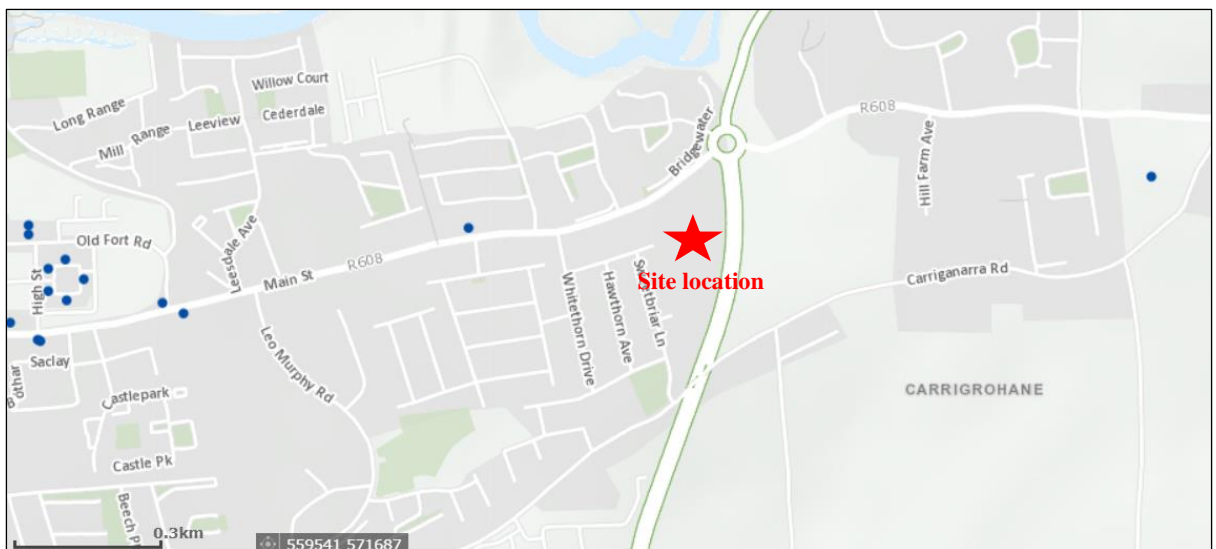 Willow Court
Cederdale
Long Range
Leeview
Mill Range
Bridgewater
R608
Hill Farm Ave
Old Fort Rd
Leesdale Ave
High St
R608
Main St
Site location
Carriganarra Rd
Whitethorn Drive
Hawthorn Ave
Sweetbriar Ln
Saclay
Leo Murphy Rd
Castlepark
CARRIGROHANE
Castle Pk
0.3km
559541 571687